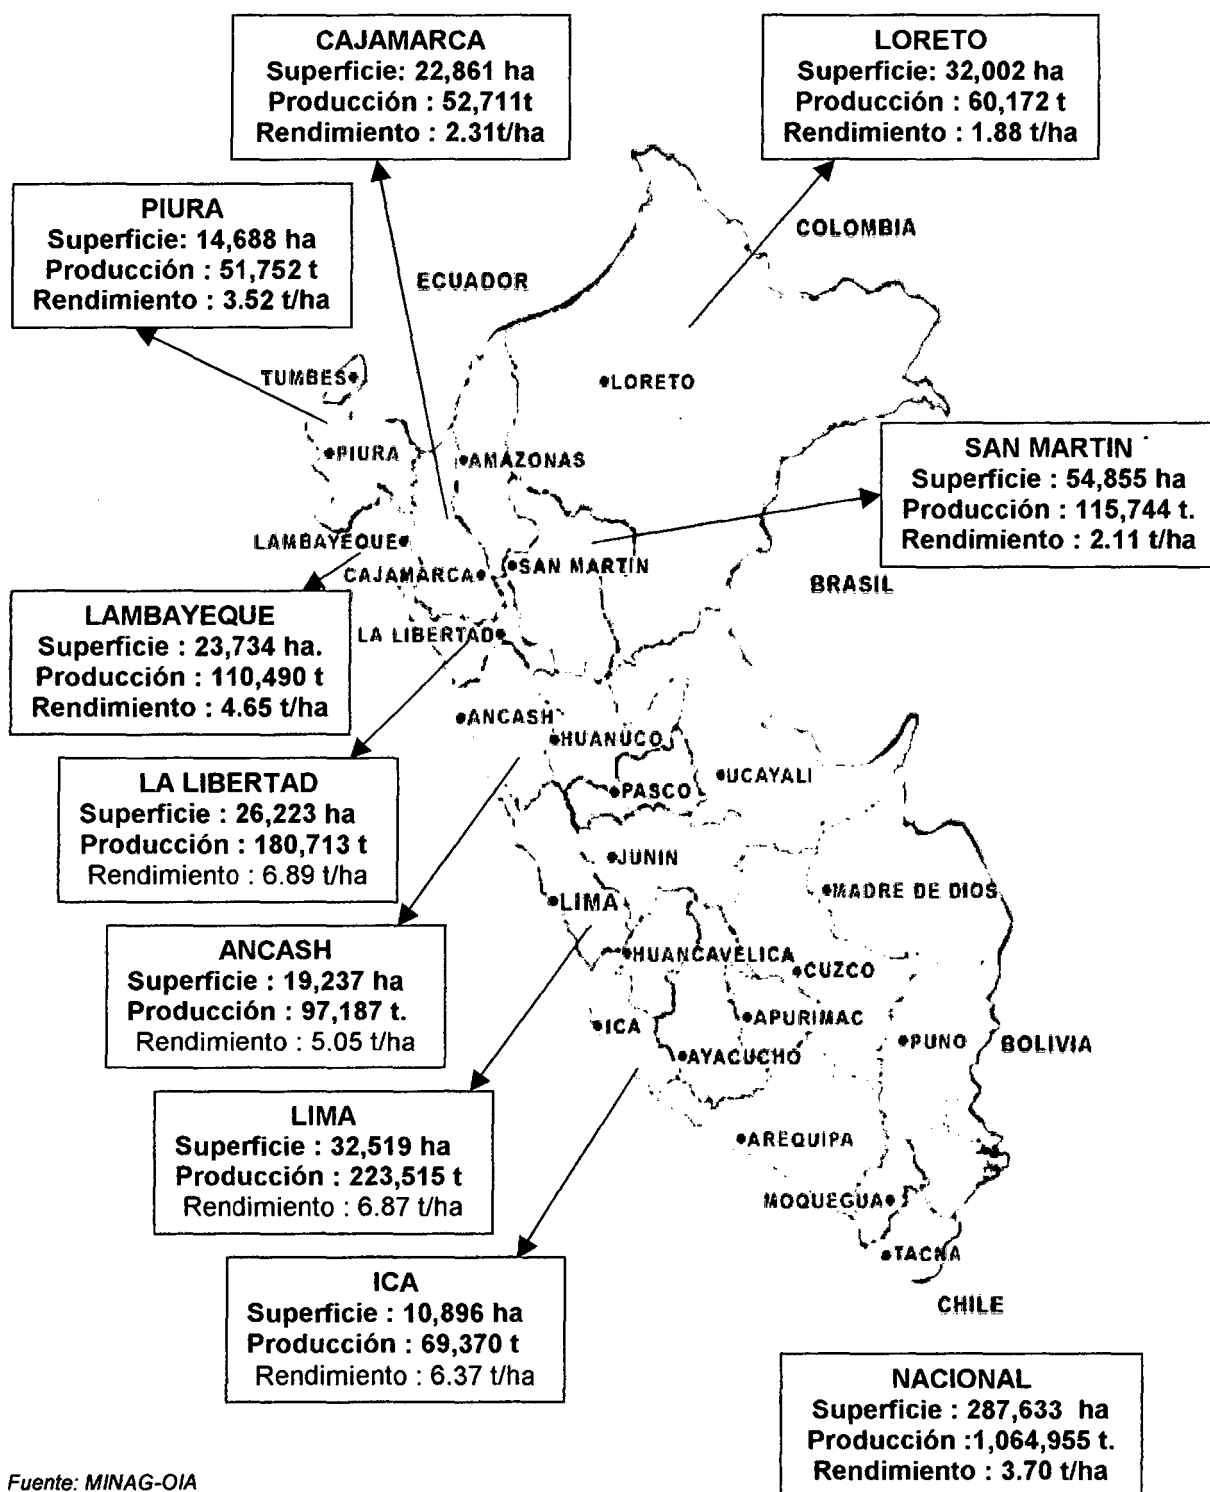 CAJAMARCA
Superficie: 22,861 ha
Producción : 52,711t
Rendimiento : 2.31t/ha
LORETO
Superficie: 32,002 ha
Producción : 60,172 t
Rendimiento : 1.88 t/ha
PIURA
Superficie: 14,688 ha
Producción : 51,752 t
Rendimiento : 3.52 t/ha
COLOMBIA
ECUADOR
TUMBES
LORETO
PIURA
AMAZONAS
SAN MARTIN
Superficie : 54,855 ha
Producción : 115,744 t.
Rendimiento : 2.11 t/ha
LAMBAYEQUE
CAJAMARCA
SAN MARTIN
BRASIL
LAMBAYEQUE
Superficie : 23,734 ha.
Producción : 110,490 t
Rendimiento : 4.65 t/ha
LA LIBERTAD
ANCASH
HUANUCO
PASCO
UCAYALI
LA LIBERTAD
Superficie : 26,223 ha
Producción : 180,713 t
Rendimiento : 6.89 t/ha
JUNIN
LIMA
MADRE DE DIOS
ANCASH
Superficie : 19,237 ha
Producción : 97,187 t.
Rendimiento : 5.05 t/ha
HUANCAVELICA
CUZCO
ICA
APURIMAC
AYACUCHO
PUNO
BOLIVIA
LIMA
Superficie : 32,519 ha
Producción : 223,515 t
Rendimiento : 6.87 t/ha
AREQUIPA
MOQUEGUA
TACNA
CHILE
ICA
Superficie : 10,896 ha
Producción : 69,370 t
Rendimiento : 6.37 t/ha
NACIONAL
Superficie : 287,633 ha
Producción :1,064,955 t.
Rendimiento : 3.70 t/ha
Fuente: MINAG-OIA